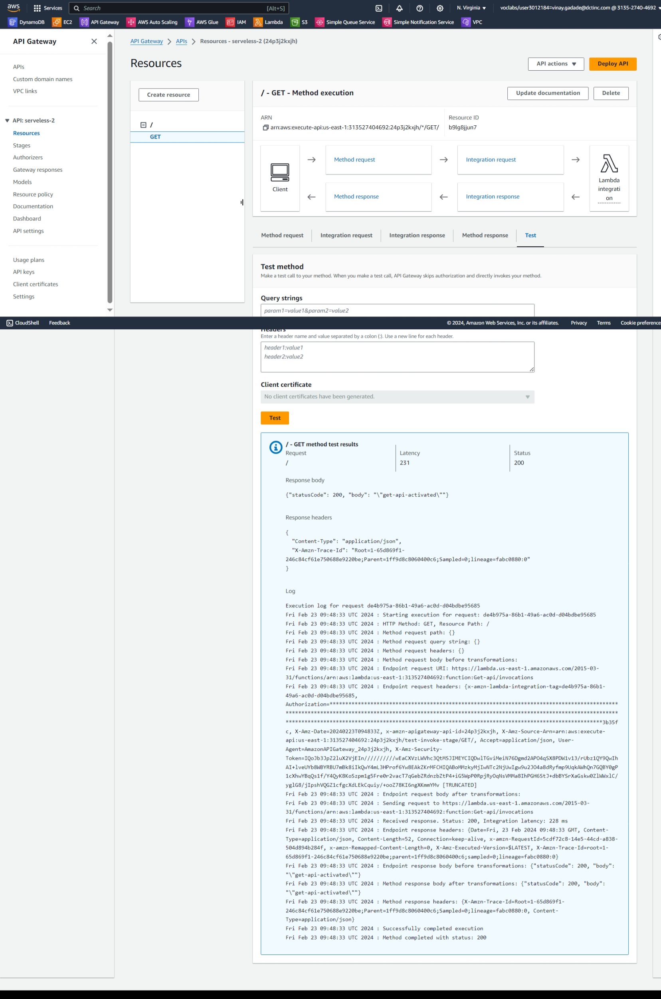 aws
Services
Search [Alt+S]
N. Virginia
voclabs/user3012184=vinay.gadade@dctinc.com @ 3135-2740-4692
DynamoDB EC2 API Gateway AWS Auto Scaling AWS Glue IAM Lambda S3 Simple Queue Service Simple Notification Service VPC
API Gateway
APIs
Custom domain names
VPC links
API: serveless-2
Resources
Stages
Authorizers
Gateway responses
Models
Resource policy
Documentation
Dashboard
API settings
Usage plans
API keys
Client certificates
Settings
API Gateway > APIs > Resources - serveless-2 (24p3j2kxjh)
Resources
API actions
Deploy API
Create resource
/
GET
/ - GET - Method execution
Update documentation
Delete
ARN
arn:aws:execute-api:us-east-1:313527404692:24p3j2kxjh/*/GET/
Resource ID
b9lg8jjun7
Client
Method request
Integration request
Method response
Integration response
Lambda
integrati
on
Method request
Integration request
Integration response
Method response
Test
Test method
Make a test call to your method. When you make a test call, API Gateway skips authorization and directly invokes your method.
Query strings
param1=value1&param2=value2
CloudShell Feedback © 2024, Amazon Web Services, Inc. or its affiliates. Privacy Terms Cookie preference
Headers
Enter a header name and value separated by a colon (:). Use a new line for each header.
header1:value1
header2:value2
Client certificate
No client certificates have been generated.
Test
/ - GET method test results
Request
/
Latency
231
Status
200
Response body
{"statusCode": 200, "body": "\"get-api-activated\""}
Response headers
{
"Content-Type": "application/json",
"X-Amzn-Trace-Id": "Root=1-65d869f1-
246c84cf61e750688e9220be;Parent=1ff9d8c8060400c6;Sampled=0;lineage=fabc0880:0"
}
Log
Execution log for request de4b975a-86b1-49a6-ac0d-d04bdbe95685
Fri Feb 23 09:48:33 UTC 2024 : Starting execution for request: de4b975a-86b1-49a6-ac0d-d04bdbe95685
Fri Feb 23 09:48:33 UTC 2024 : HTTP Method: GET, Resource Path: /
Fri Feb 23 09:48:33 UTC 2024 : Method request path: {}
Fri Feb 23 09:48:33 UTC 2024 : Method request query string: {}
Fri Feb 23 09:48:33 UTC 2024 : Method request headers: {}
Fri Feb 23 09:48:33 UTC 2024 : Method request body before transformations:
Fri Feb 23 09:48:33 UTC 2024 : Endpoint request URI: https://lambda.us-east-1.amazonaws.com/2015-03-
31/functions/arn:aws:lambda:us-east-1:313527404692:function:Get-api/invocations
Fri Feb 23 09:48:33 UTC 2024 : Endpoint request headers: {x-amzn-lambda-integration-tag=de4b975a-86b1-
49a6-ac0d-d04bdbe95685,
Authorization=********************************************************************************************
**********************************************************************************************************
*****************************************************************************************************3b35f
c, X-Amz-Date=20240223T094833Z, x-amzn-apigateway-api-id=24p3j2kxjh, X-Amz-Source-Arn=arn:aws:execute-
api:us-east-1:313527404692:24p3j2kxjh/test-invoke-stage/GET/, Accept=application/json, User-
Agent=AmazonAPIGateway_24p3j2kxjh, X-Amz-Security-
Token=IQoJb3JpZ2luX2VjEIn//////////wEaCXVzLWVhc3QtMSJIMEYCIQDwlTGviMeiN76Dgmd2APO4qSX8PDW1v13/rUbz1QY9QwIh
AI+lveUYb8WBYRBU7mBk8iIkQwY4mL3HProf6Yw8EAkZKrMFCHIQABoMMzkyMjIwNTc2NjUwIgw9u2JO4a8dRyfmp9UqkAWhQn7GQBY0gP
1cXhwYBqQs1f/Y4QyK8KoSzpm1g5Fre0r2vacT7qGebZRdnzbZtP4+iG5WpP0RpjRyOqNsVMMa8IhPGH6StJ+dbBYSrXaGskw0ZlWWxlC/
yglG8/jIpshVQGZ1cfgcXdLEkCquiy/+ooZ78KI6ngXKmmYMv [TRUNCATED]
Fri Feb 23 09:48:33 UTC 2024 : Endpoint request body after transformations:
Fri Feb 23 09:48:33 UTC 2024 : Sending request to https://lambda.us-east-1.amazonaws.com/2015-03-
31/functions/arn:aws:lambda:us-east-1:313527404692:function:Get-api/invocations
Fri Feb 23 09:48:33 UTC 2024 : Received response. Status: 200, Integration latency: 228 ms
Fri Feb 23 09:48:33 UTC 2024 : Endpoint response headers: {Date=Fri, 23 Feb 2024 09:48:33 GMT, Content-
Type=application/json, Content-Length=52, Connection=keep-alive, x-amzn-RequestId=5cdf72c8-14e5-44cd-a838-
504d894b284f, x-amzn-Remapped-Content-Length=0, X-Amz-Executed-Version=$LATEST, X-Amzn-Trace-Id=root=1-
65d869f1-246c84cf61e750688e9220be;parent=1ff9d8c8060400c6;sampled=0;lineage=fabc0880:0}
Fri Feb 23 09:48:33 UTC 2024 : Endpoint response body before transformations: {"statusCode": 200, "body":
"\"get-api-activated\""}
Fri Feb 23 09:48:33 UTC 2024 : Method response body after transformations: {"statusCode": 200, "body":
"\"get-api-activated\""}
Fri Feb 23 09:48:33 UTC 2024 : Method response headers: {X-Amzn-Trace-Id=Root=1-65d869f1-
246c84cf61e750688e9220be;Parent=1ff9d8c8060400c6;Sampled=0;lineage=fabc0880:0, Content-
Type=application/json}
Fri Feb 23 09:48:33 UTC 2024 : Successfully completed execution
Fri Feb 23 09:48:33 UTC 2024 : Method completed with status: 200